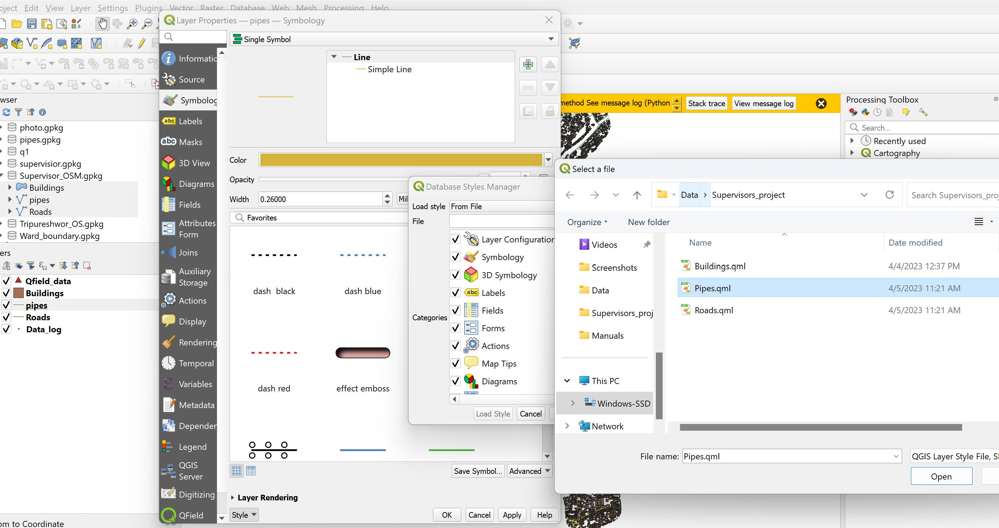 oject Edit View Layer Settings Plugins Vector Raster Database Web Mesh Processing Help
Layer Properties — pipes — Symbology
Single Symbol
Informatic
Source
Symbolog
Labels
Masks
3D View
Diagrams
Fields
Attributes
Form
Joins
Auxiliary
Storage
Actions
Display
Rendering
Temporal
Variables
Metadata
Dependen
Legend
QGIS
Server
Digitizing
QField
Line
Simple Line
Color
Opacity
Width 0.26000 Mil
Favorites
dash black
dash blue
dash red
effect emboss
Save Symbol...
Advanced
Layer Rendering
Style
OK
Cancel
Apply
Help
wser
photo.gpkg
pipes.gpkg
q1
supervisior.gpkg
Supervisor_OSM.gpkg
Buildings
pipes
Roads
Tripureshwor_OS.gpkg
Ward_boundary.gpkg
ers
Qfield_data
Buildings
pipes
Roads
Data_log
om to Coordinate
method See message log (Python
Stack trace
View message log
Processing Toolbox
Search...
Recently used
Cartography
Database Styles Manager
Load style From File
File
Categories
Layer Configuration
Symbology
3D Symbology
abc Labels
Fields
Forms
Actions
Map Tips
Diagrams
Load Style
Cancel
Select a file
« Data > Supervisors_project
Search Supervisors_pro
Organize
New folder
Videos
Screenshots
Data
Supervisors_proj
Manuals
This PC
Windows-SSD
Network
Name
Date modified
Buildings.qml 4/4/2023 12:37 PM
Pipes.qml 4/5/2023 11:21 AM
Roads.qml 4/5/2023 11:21 AM
File name: Pipes.qml
QGIS Layer Style File, S
Open